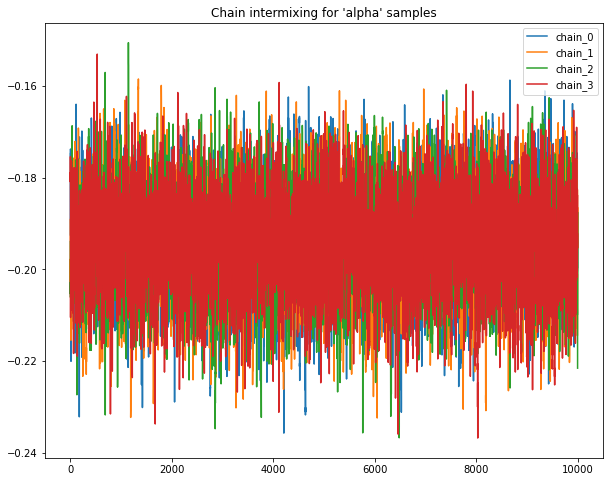 Chain intermixing for 'alpha' samples
chain_0
chain_1
chain_2
chain_3
−0.16
−0.18
−0.20
−0.22
−0.24
0
2000
4000
6000
8000
10000